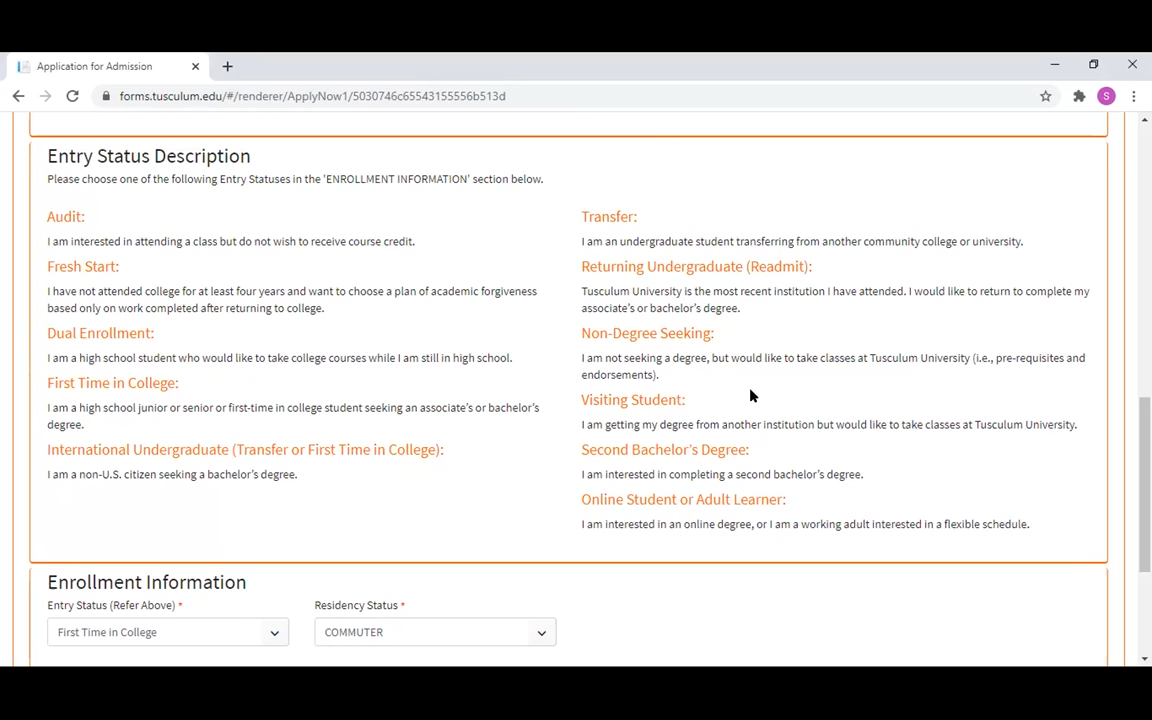 Application for Admission
forms.tusculum.edu/#/renderer/ApplyNow1/5030746c65543155556b513d
S
Entry Status Description
Please choose one of the following Entry Statuses in the 'ENROLLMENT INFORMATION' section below.
Audit:
I am interested in attending a class but do not wish to receive course credit.
Fresh Start:
I have not attended college for at least four years and want to choose a plan of academic forgiveness
based only on work completed after returning to college.
Dual Enrollment:
I am a high school student who would like to take college courses while I am still in high school.
First Time in College:
I am a high school junior or senior or first-time in college student seeking an associate's or bachelor's
degree.
International Undergraduate (Transfer or First Time in College):
I am a non-U.S. citizen seeking a bachelor's degree.
Transfer:
I am an undergraduate student transferring from another community college or university.
Returning Undergraduate (Readmit):
Tusculum University is the most recent institution I have attended. I would like to return to complete my
associate's or bachelor's degree.
Non-Degree Seeking:
I am not seeking a degree, but would like to take classes at Tusculum University (i.e., pre-requisites and
endorsements).
Visiting Student:
I am getting my degree from another institution but would like to take classes at Tusculum University.
Second Bachelor's Degree:
I am interested in completing a second bachelor's degree.
Online Student or Adult Learner:
I am interested in an online degree, or I am a working adult interested in a flexible schedule.
Enrollment Information
Entry Status (Refer Above) *
Residency Status *
First Time in College
COMMUTER